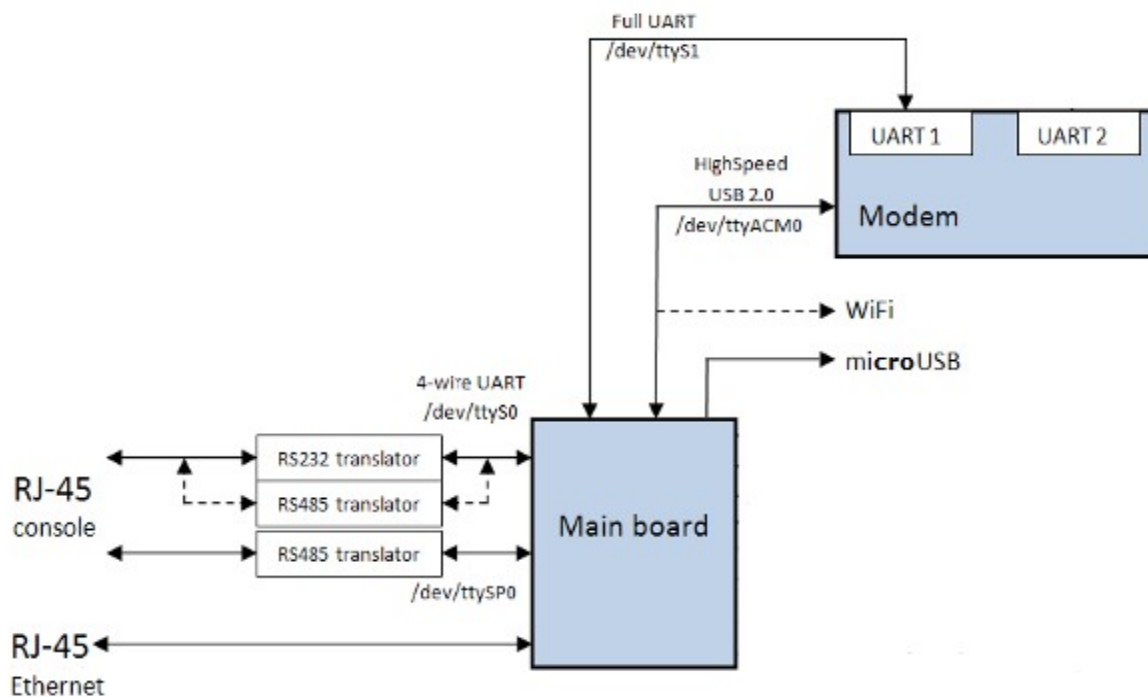 Full UART
/dev/ttyS1
UART 1
UART 2
HighSpeed
USB 2.0
/dev/ttyACM0
Modem
WiFi
microUSB
4-wire UART
/dev/ttyS0
RS232 translator
RS485 translator
RJ-45
console
RS485 translator
Main board
/dev/ttySP0
RJ-45
Ethernet